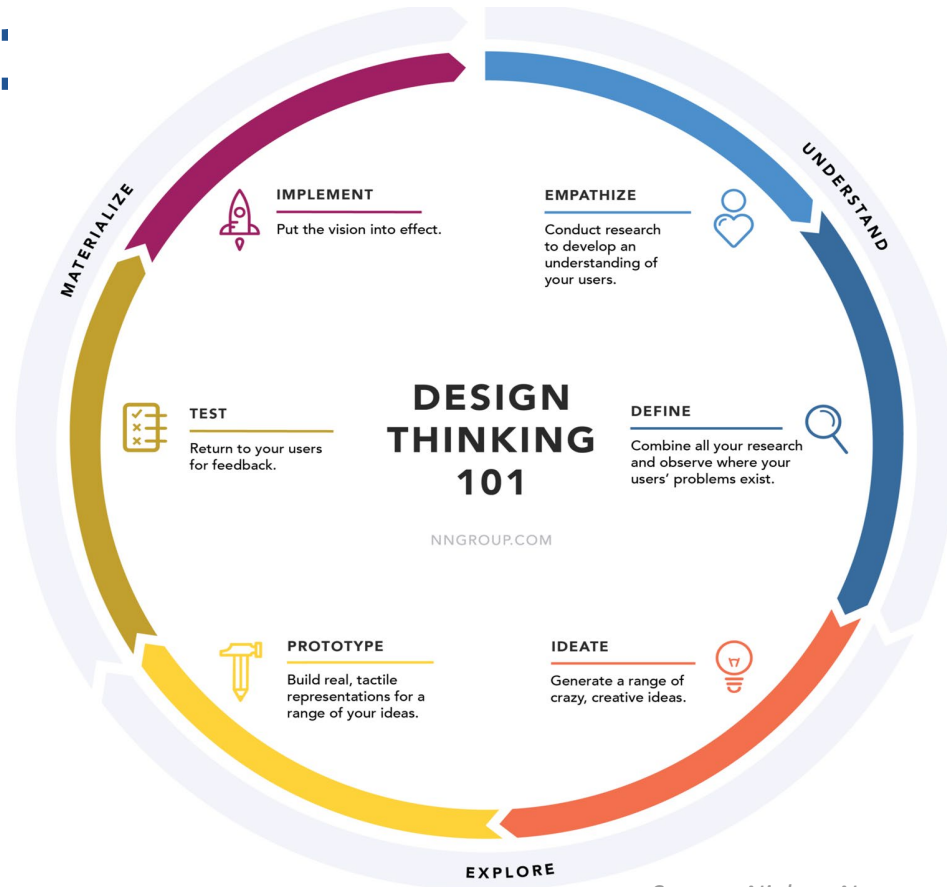 UNDERSTAND
EMPATHIZE
Conduct research
to develop an
understanding of
your users.
DEFINE
Combine all your research
and observe where your
users' problems exist.
EXPLORE
IDEATE
Generate a range of
crazy, creative ideas.
PROTOTYPE
Build real, tactile
representations for a
range of your ideas.
MATERIALIZE
TEST
Return to your users
for feedback.
IMPLEMENT
Put the vision into effect.
DESIGN
THINKING
101
NNGROUP.COM